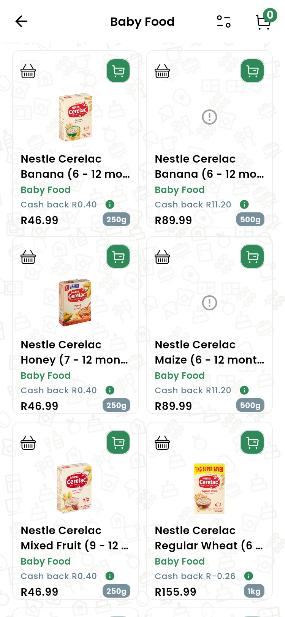 Baby Food
0
Nestle Cerelac
Banana (6 - 12 mo...
Baby Food
Cash back R0.40
R46.99
250g
Nestle Cerelac
Banana (6 - 12 mo...
Baby Food
Cash back R11.20
R89.99
500g
Cerelac
Nestle Cerelac
Honey (7 - 12 mon...
Baby Food
Cash back R0.40
R46.99
250g
Nestle Cerelac
Maize (6 - 12 mont...
Baby Food
Cash back R11.20
R89.99
500g
Cerelac
Nestle Cerelac
Mixed Fruit (9 - 12 ...
Baby Food
Cash back R0.40
R46.99
250g
Cerelac
Nestle Cerelac
Regular Wheat (6 ...
Baby Food
Cash back R-0.26
R155.99
1kg